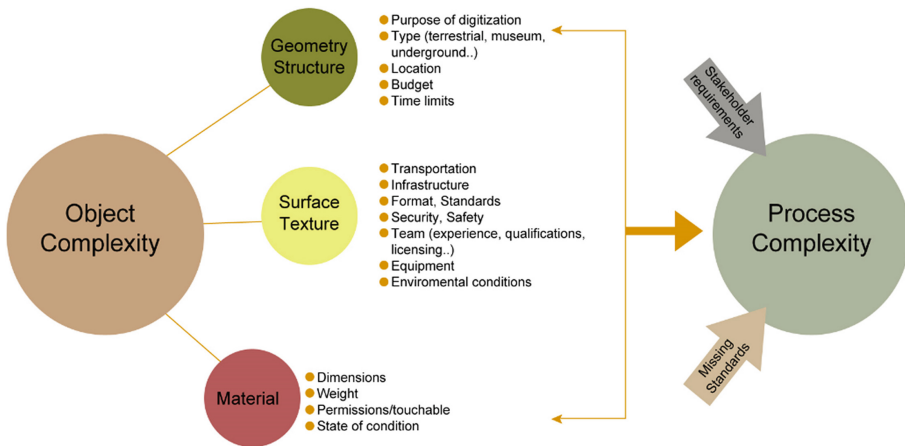 Object
Complexity
Geometry
Structure
Purpose of digitization
Type (terrestrial, museum,
underground..)
Location
Budget
Time limits
Surface
Texture
Transportation
Infrastructure
Format, Standards
Security, Safety
Team (experience, qualifications,
licensing..)
Equipment
Enviromental conditions
Material
Dimensions
Weight
Permissions/touchable
State of condition
Stakeholder
requirements
Process
Complexity
Missing
Standards